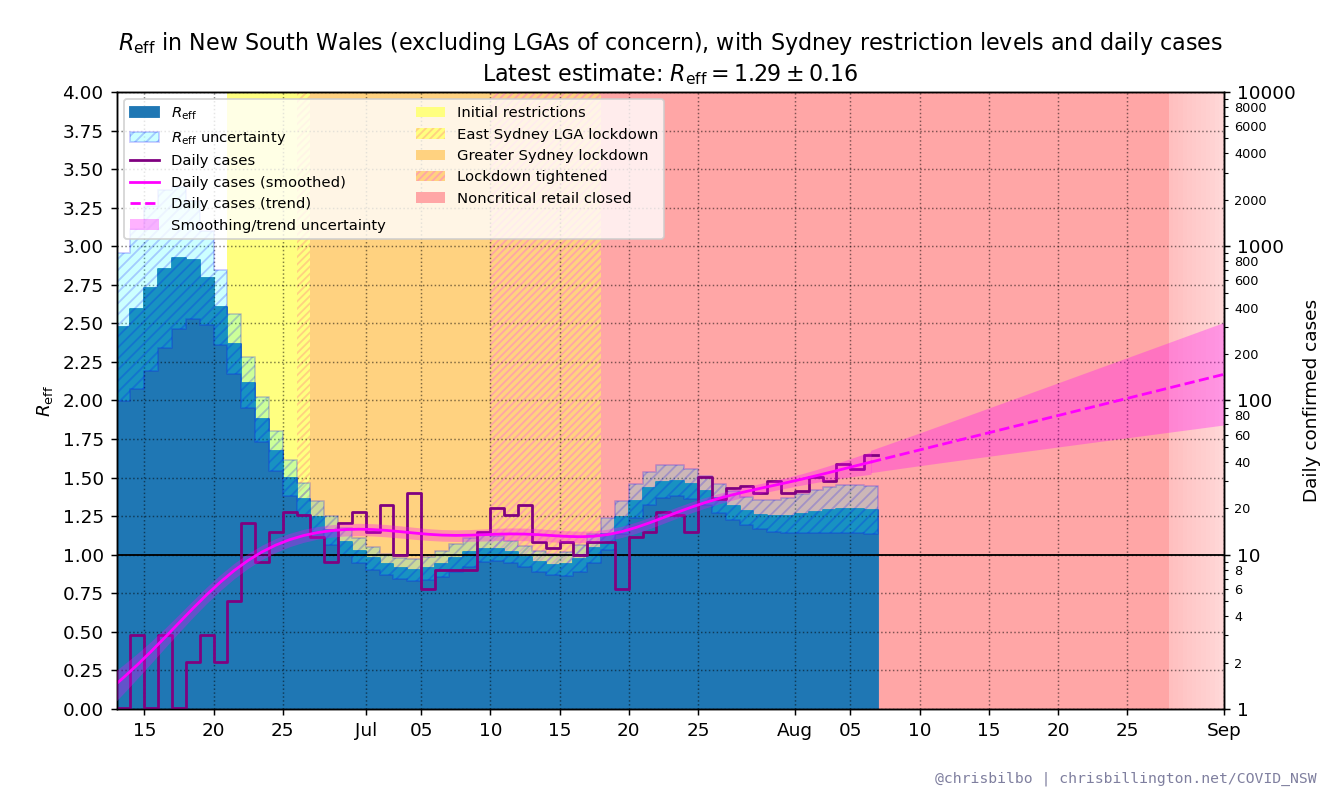 Reff in New South Wales (excluding LGAs of concern), with Sydney restriction levels and daily cases
Latest estimate: Reff = 1.29 ± 0.16
Reff
Reff uncertainty
Daily cases
Daily cases (smoothed)
Daily cases (trend)
Smoothing/trend uncertainty
Initial restrictions
East Sydney LGA lockdown
Greater Sydney lockdown
Lockdown tightened
Noncritical retail closed
Reff
4.00
3.75
3.50
3.25
3.00
2.75
2.50
2.25
2.00
1.75
1.50
1.25
1.00
0.75
0.50
0.25
0.00
10000
8000
6000
4000
2000
1000
800
600
400
200
100
80
60
40
20
10
8
6
4
2
1
Daily confirmed cases
15 20 25 Jul 05 10 15 20 25 Aug 05 10 15 20 25 Sep
@chrisbilbo | chrisbillington.net/COVID_NSW